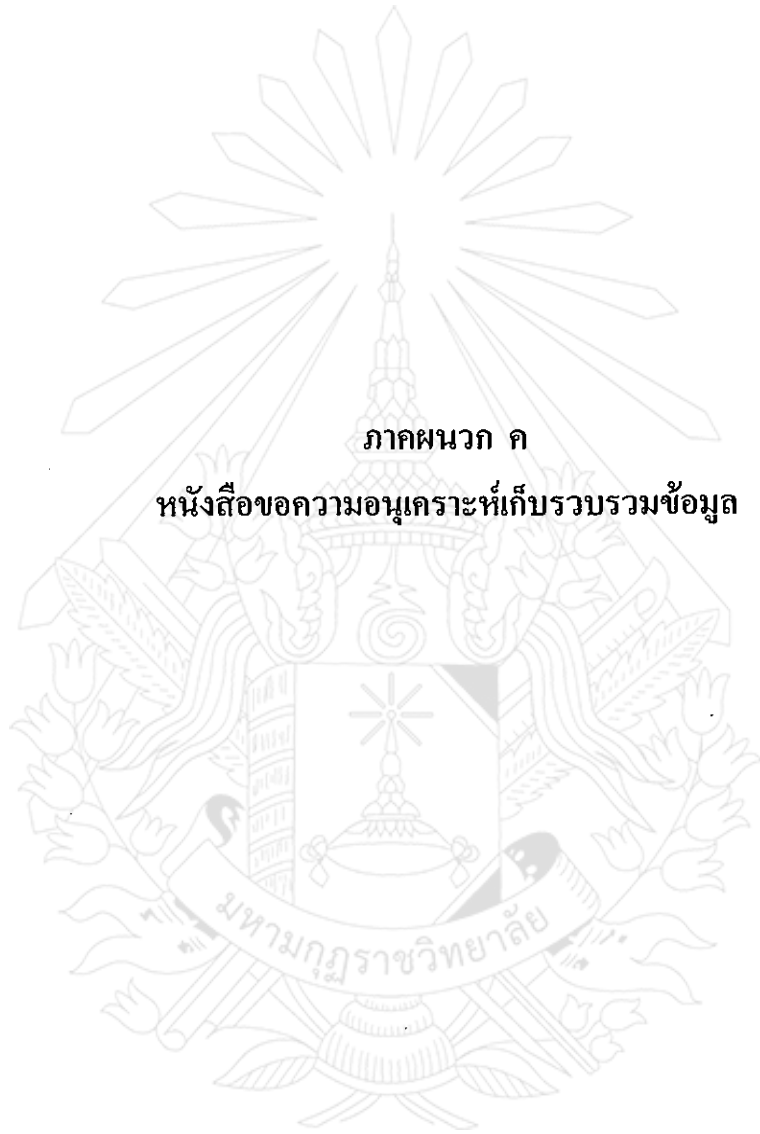 ภาคผนวก ค
หนังสือขอความอนุเคราะห์เก็บรวบรวมข้อมูล
มหามกุฏราชวิทยาลัย